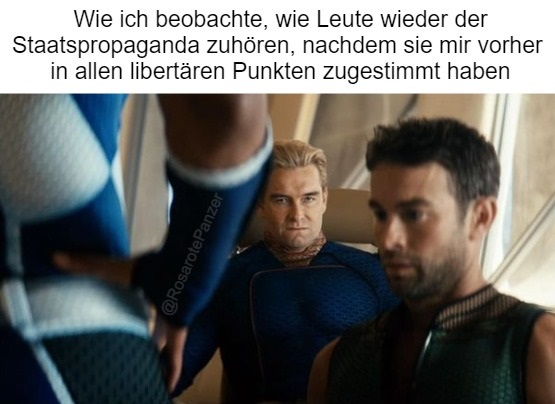 Wie ich beobachte, wie Leute wieder der
Staatspropaganda zuhören, nachdem sie mir vorher
in allen libertären Punkten zugestimmt haben
@RosarotePanzer